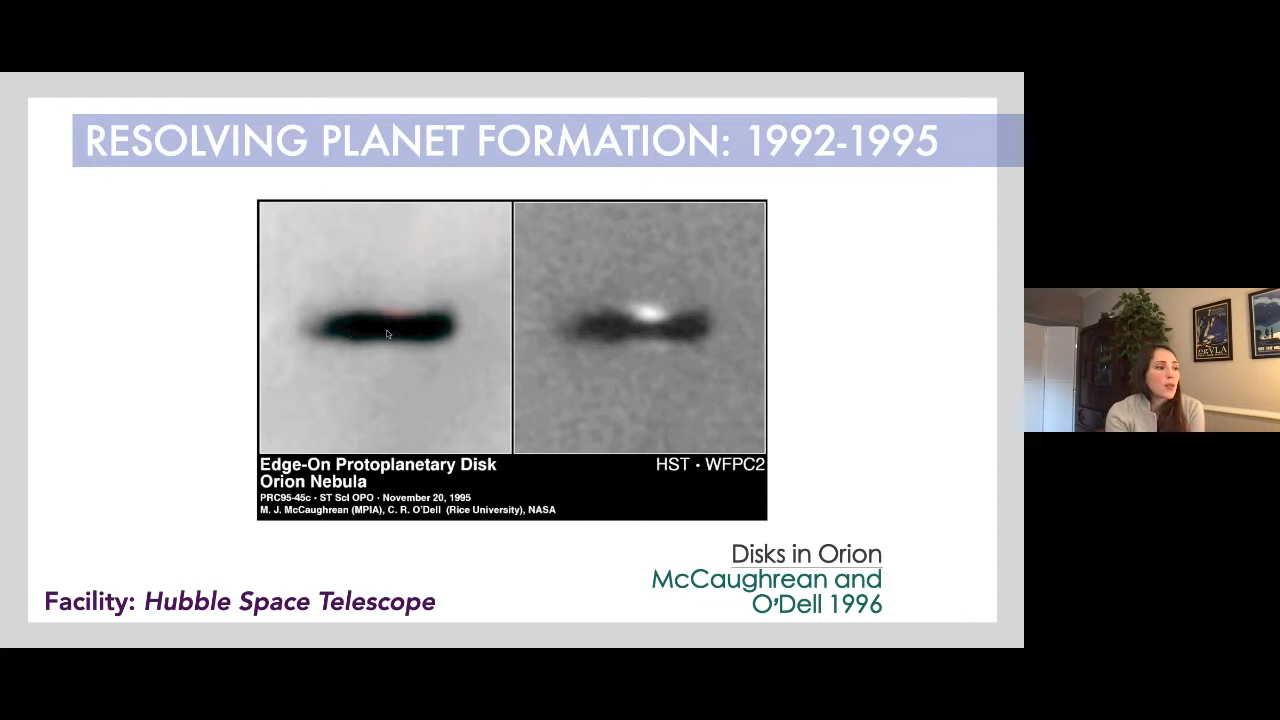 RESOLVING PLANET FORMATION: 1992-1995
Edge-On Protoplanetary Disk
Orion Nebula
HST • WFPC2
PRC95-45c • ST ScI OPO • November 20, 1995
M. J. McCaughrean (MPIA), C. R. O'Dell (Rice University), NASA
Disks in Orion
McCaughrean and
O'Dell 1996
Facility: Hubble Space Telescope
VLA